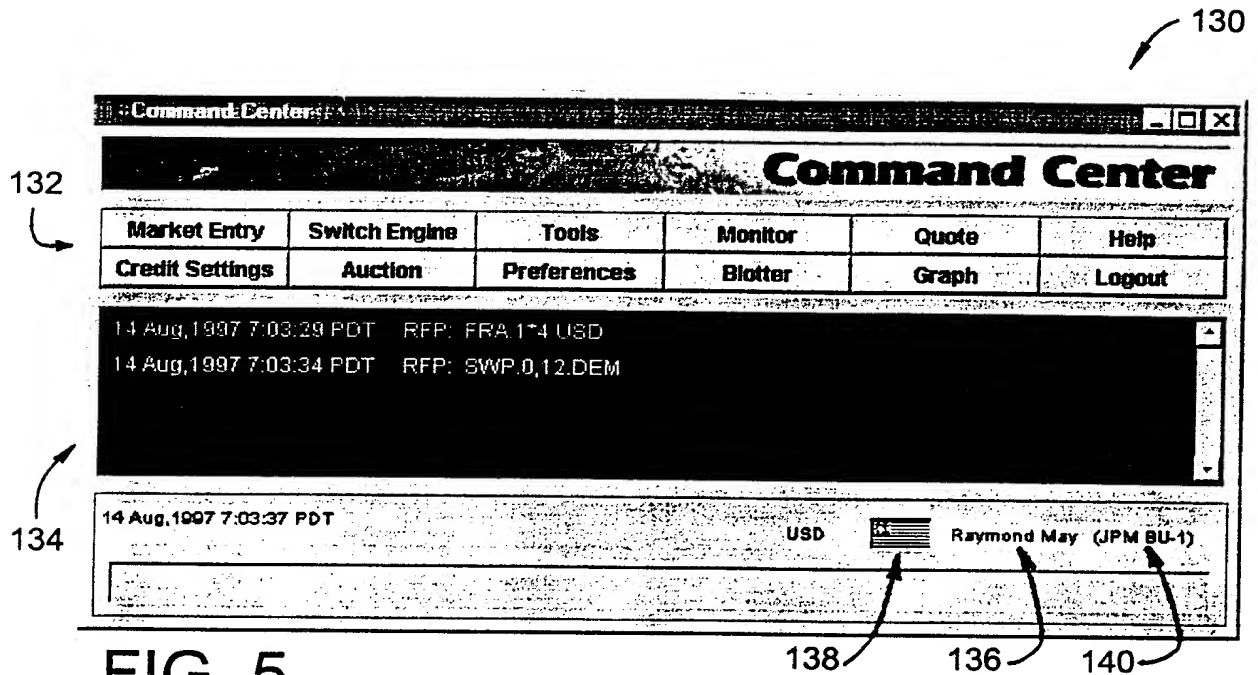 130
Command Center
Command Center
132
Market Entry Switch Engine Tools Monitor Quote Help
Credit Settings Auction Preferences Blotter Graph Logout
14 Aug,1997 7:03:29 PDT RFP: FRA.1*4.USD
14 Aug,1997 7:03:34 PDT RFP: SWP.0,12.DEM
134
14 Aug,1997 7:03:37 PDT
USD Raymond May (JPM BU-1)
138 136 140
FIG. 5